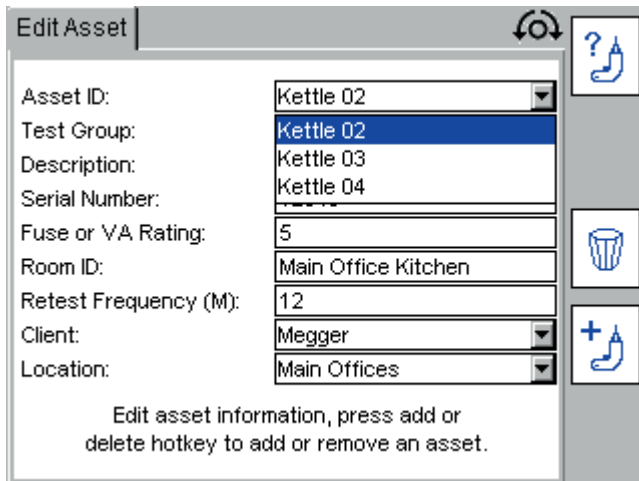 Edit Asset
?
Asset ID: Kettle 02
Test Group: Kettle 02
Description: Kettle 03
Kettle 04
Serial Number:
Fuse or VA Rating: 5
Room ID: Main Office Kitchen
Retest Frequency (M): 12
Client: Megger
+
Location: Main Offices
Edit asset information, press add or
delete hotkey to add or remove an asset.